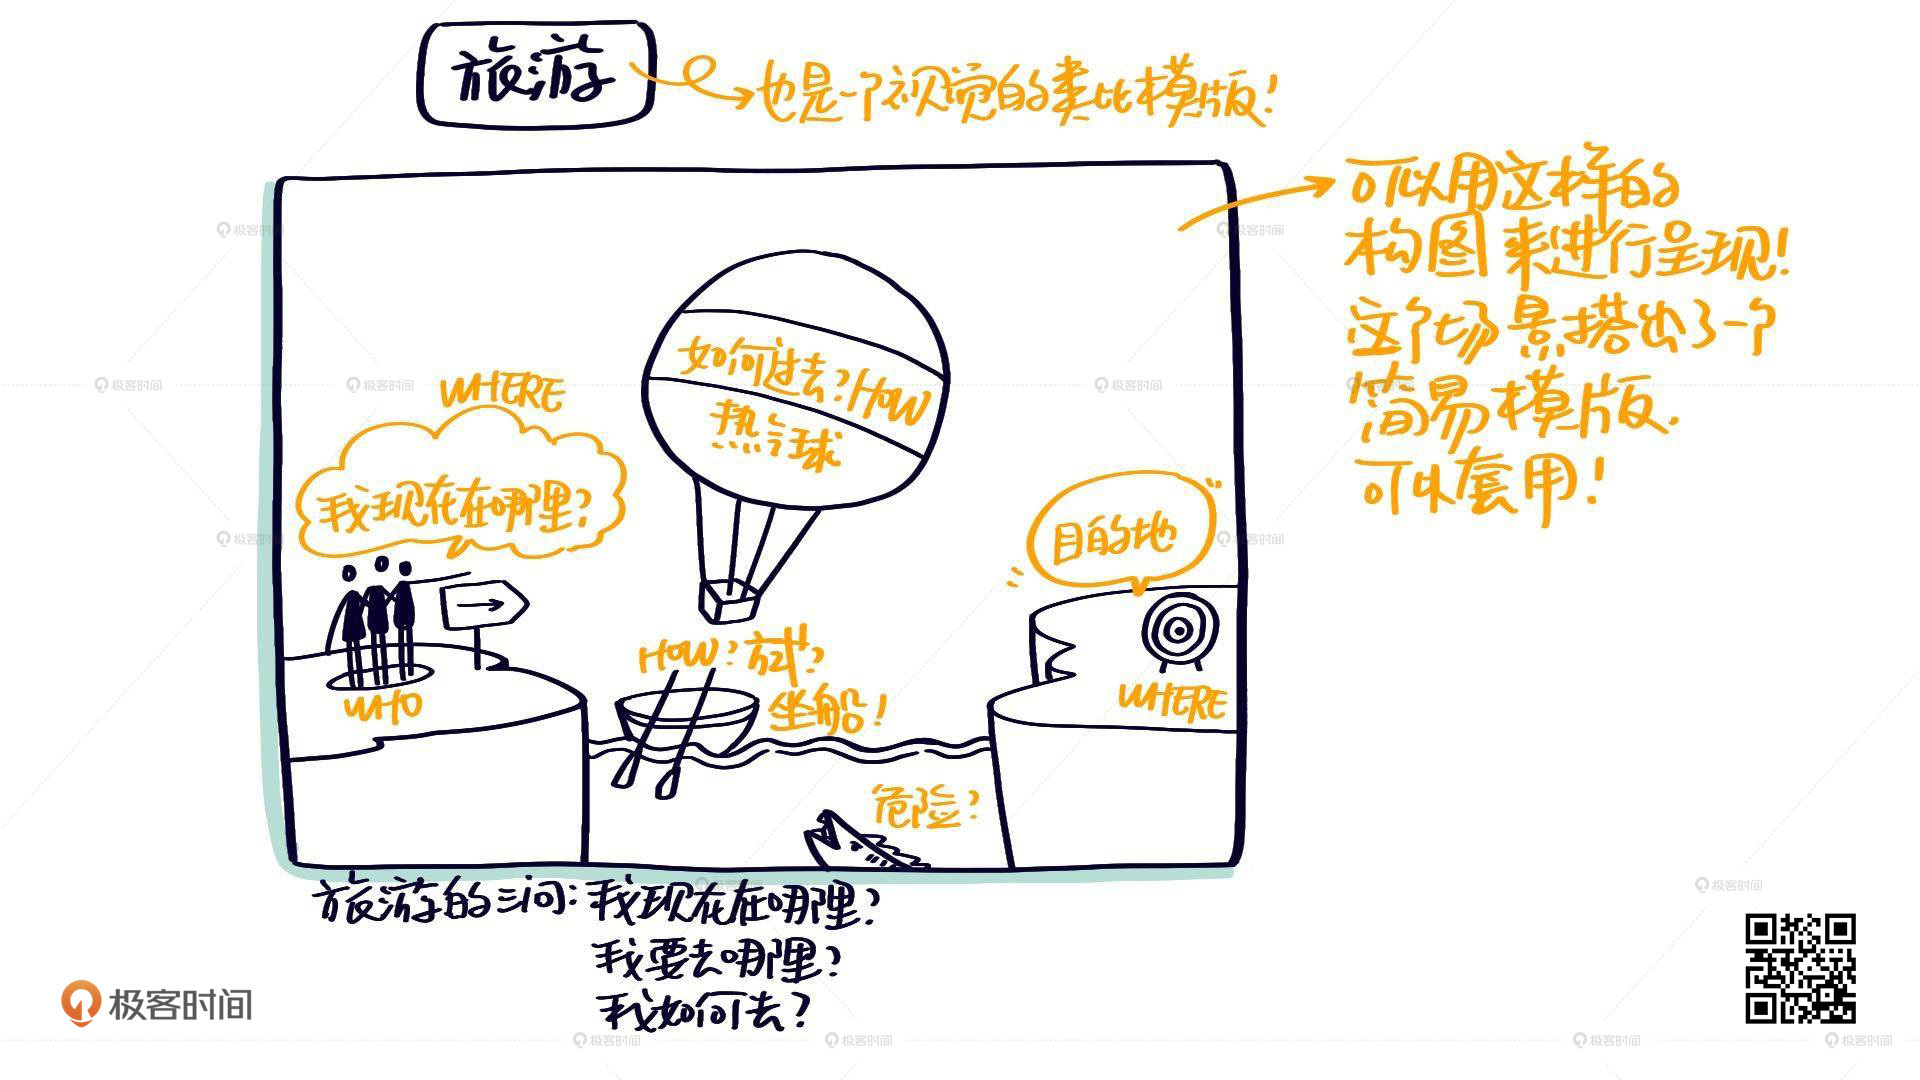 旅游
也是一个视觉的类比模版！
可以用这样的
构图来进行呈现！
这个场景搭出了一个
简易模版.
可以套用！
如何过去?/HOW
热气球
WHERE
我现在在哪里？
目的地
HOW？
坐船！
WHO
WHERE
危险？
旅游的三问：我现在在哪里？
我要去哪里？
我如何去？
极客时间